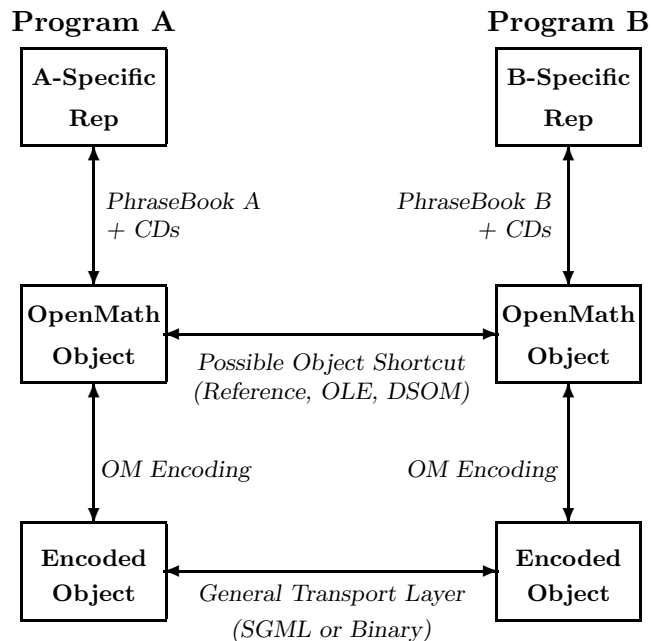 Program A
Program B
A-Specific
Rep
B-Specific
Rep
PhraseBook A
+ CDs
PhraseBook B
+ CDs
OpenMath
Object
OpenMath
Object
Possible Object Shortcut
(Reference, OLE, DSOM)
OM Encoding
OM Encoding
Encoded
Object
Encoded
Object
General Transport Layer
(SGML or Binary)